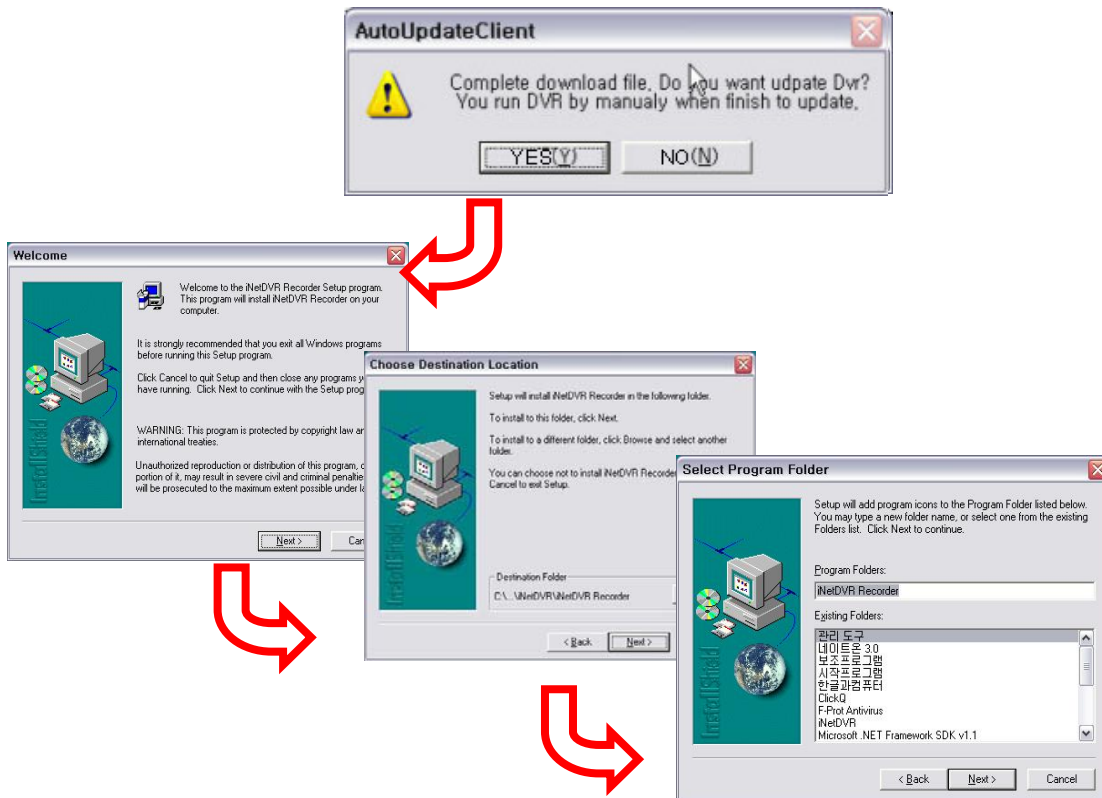 AutoUpdateClient
Complete download file, Do you want udpate Dvr?
You run DVR by manualy when finish to update,
YES(Y)
NO(N)
Welcome
Welcome to the iNetDVR Recorder Setup program.
This program will install iNetDVR Recorder on your
computer.
It is strongly recommended that you exit all Windows programs
before running this Setup program.
Click Cancel to quit Setup and then close any programs
have running. Click Next to continue with the Setup
WARNING: This program is protected by copyright law
international treaties.
Unauthorized reproduction or distribution of this program,
portion of it, may result in severe civil and criminal penalties
will be prosecuted to the maximum extent possible under
InstallShield
Next >
Choose Destination Location
Setup will install iNetDVR Recorder in the following folder.
To install to this folder, click Next.
To install to a different folder, click Browse and select another
folder.
You can choose not to install iNetDVR Recorder
Cancel to exit Setup.
InstallShield
Destination Folder
C:\...\iNetDVR\iNetDVR Recorder
< Back
Next >
Select Program Folder
Setup will add program icons to the Program Folder listed below.
You may type a new folder name, or select one from the existing
Folders list. Click Next to continue.
Program Folders:
iNetDVR Recorder
Existing Folders:
관리 도구
네이트온 3.0
보조프로그램
시작프로그램
한글과컴퓨터
ClickQ
F-Prot Antivirus
iNetDVR
Microsoft .NET Framework SDK v1.1
InstallShield
< Back
Next >
Cancel